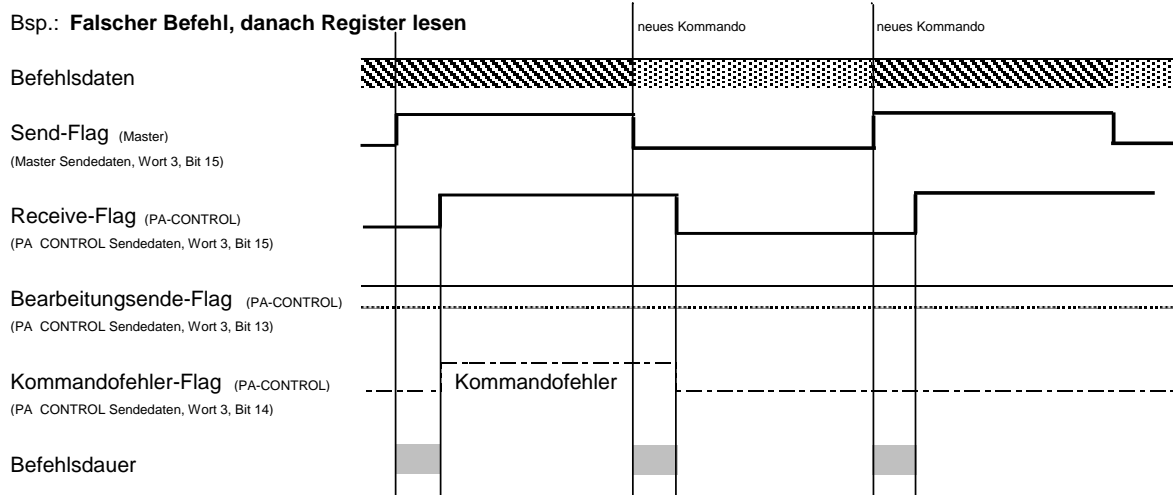 Bsp.: Falscher Befehl, danach Register lesen
neues Kommando
neues Kommando
Befehlsdaten
Send-Flag (Master)
(Master Sendedaten, Wort 3, Bit 15)
Receive-Flag (PA-CONTROL)
(PA CONTROL Sendedaten, Wort 3, Bit 15)
Bearbeitungsende-Flag (PA-CONTROL)
(PA CONTROL Sendedaten, Wort 3, Bit 13)
Kommandofehler-Flag (PA-CONTROL)
Kommandofehler
(PA CONTROL Sendedaten, Wort 3, Bit 14)
Befehlsdauer